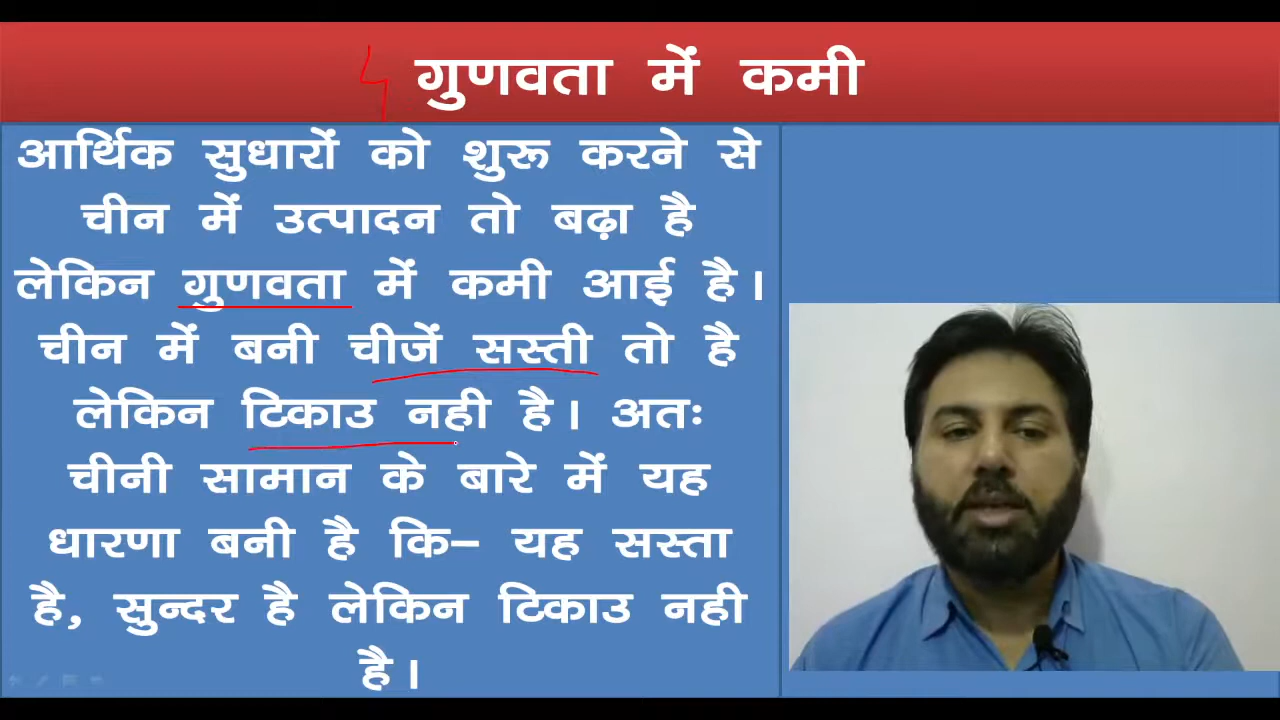 गुणवता में कमी
आर्थिक सुधारों को शुरू करने से
चीन में उत्पादन तो बढ़ा है
लेकिन गुणवता में कमी आई है।
चीन में बनी चीजें सस्ती तो है
लेकिन टिकाउ नही है। अतः
चीनी सामान के बारे में यह
धारणा बनी है कि– यह सस्ता
है, सुन्दर है लेकिन टिकाउ नही
है।